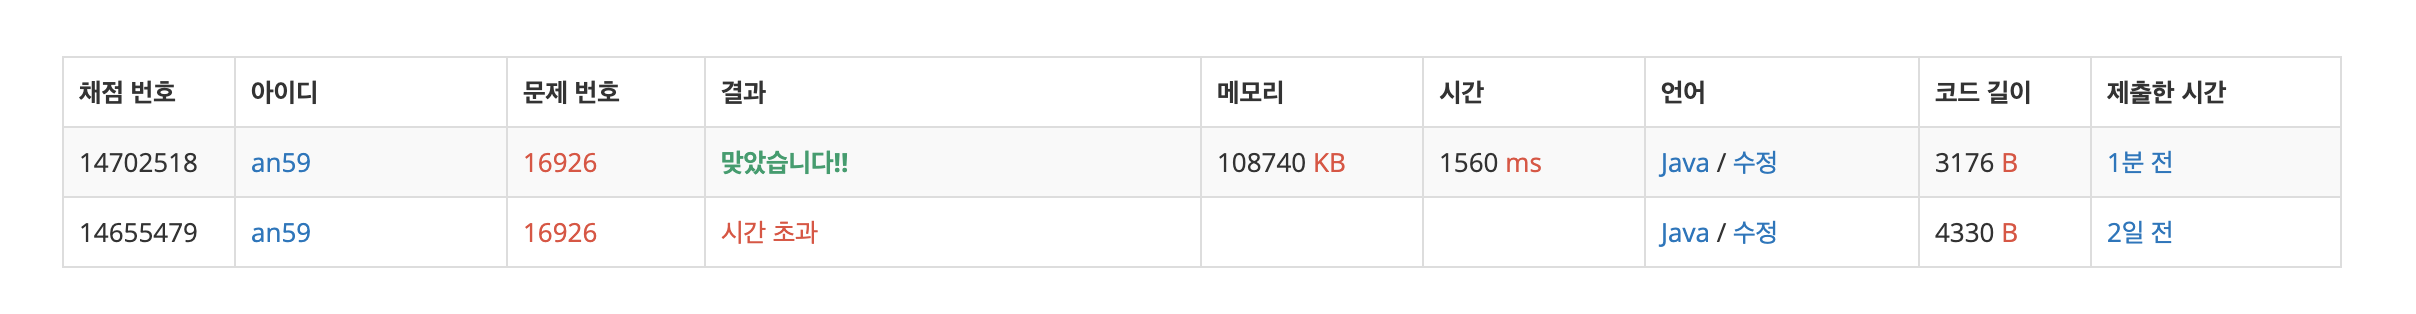 채점 번호 아이디 문제 번호 결과 메모리 시간 언어 코드 길이 제출한 시간
14702518 an59 16926 맞았습니다!! 108740 KB 1560 ms Java / 수정 3176 B 1분 전
14655479 an59 16926 시간 초과 Java / 수정 4330 B 2일 전